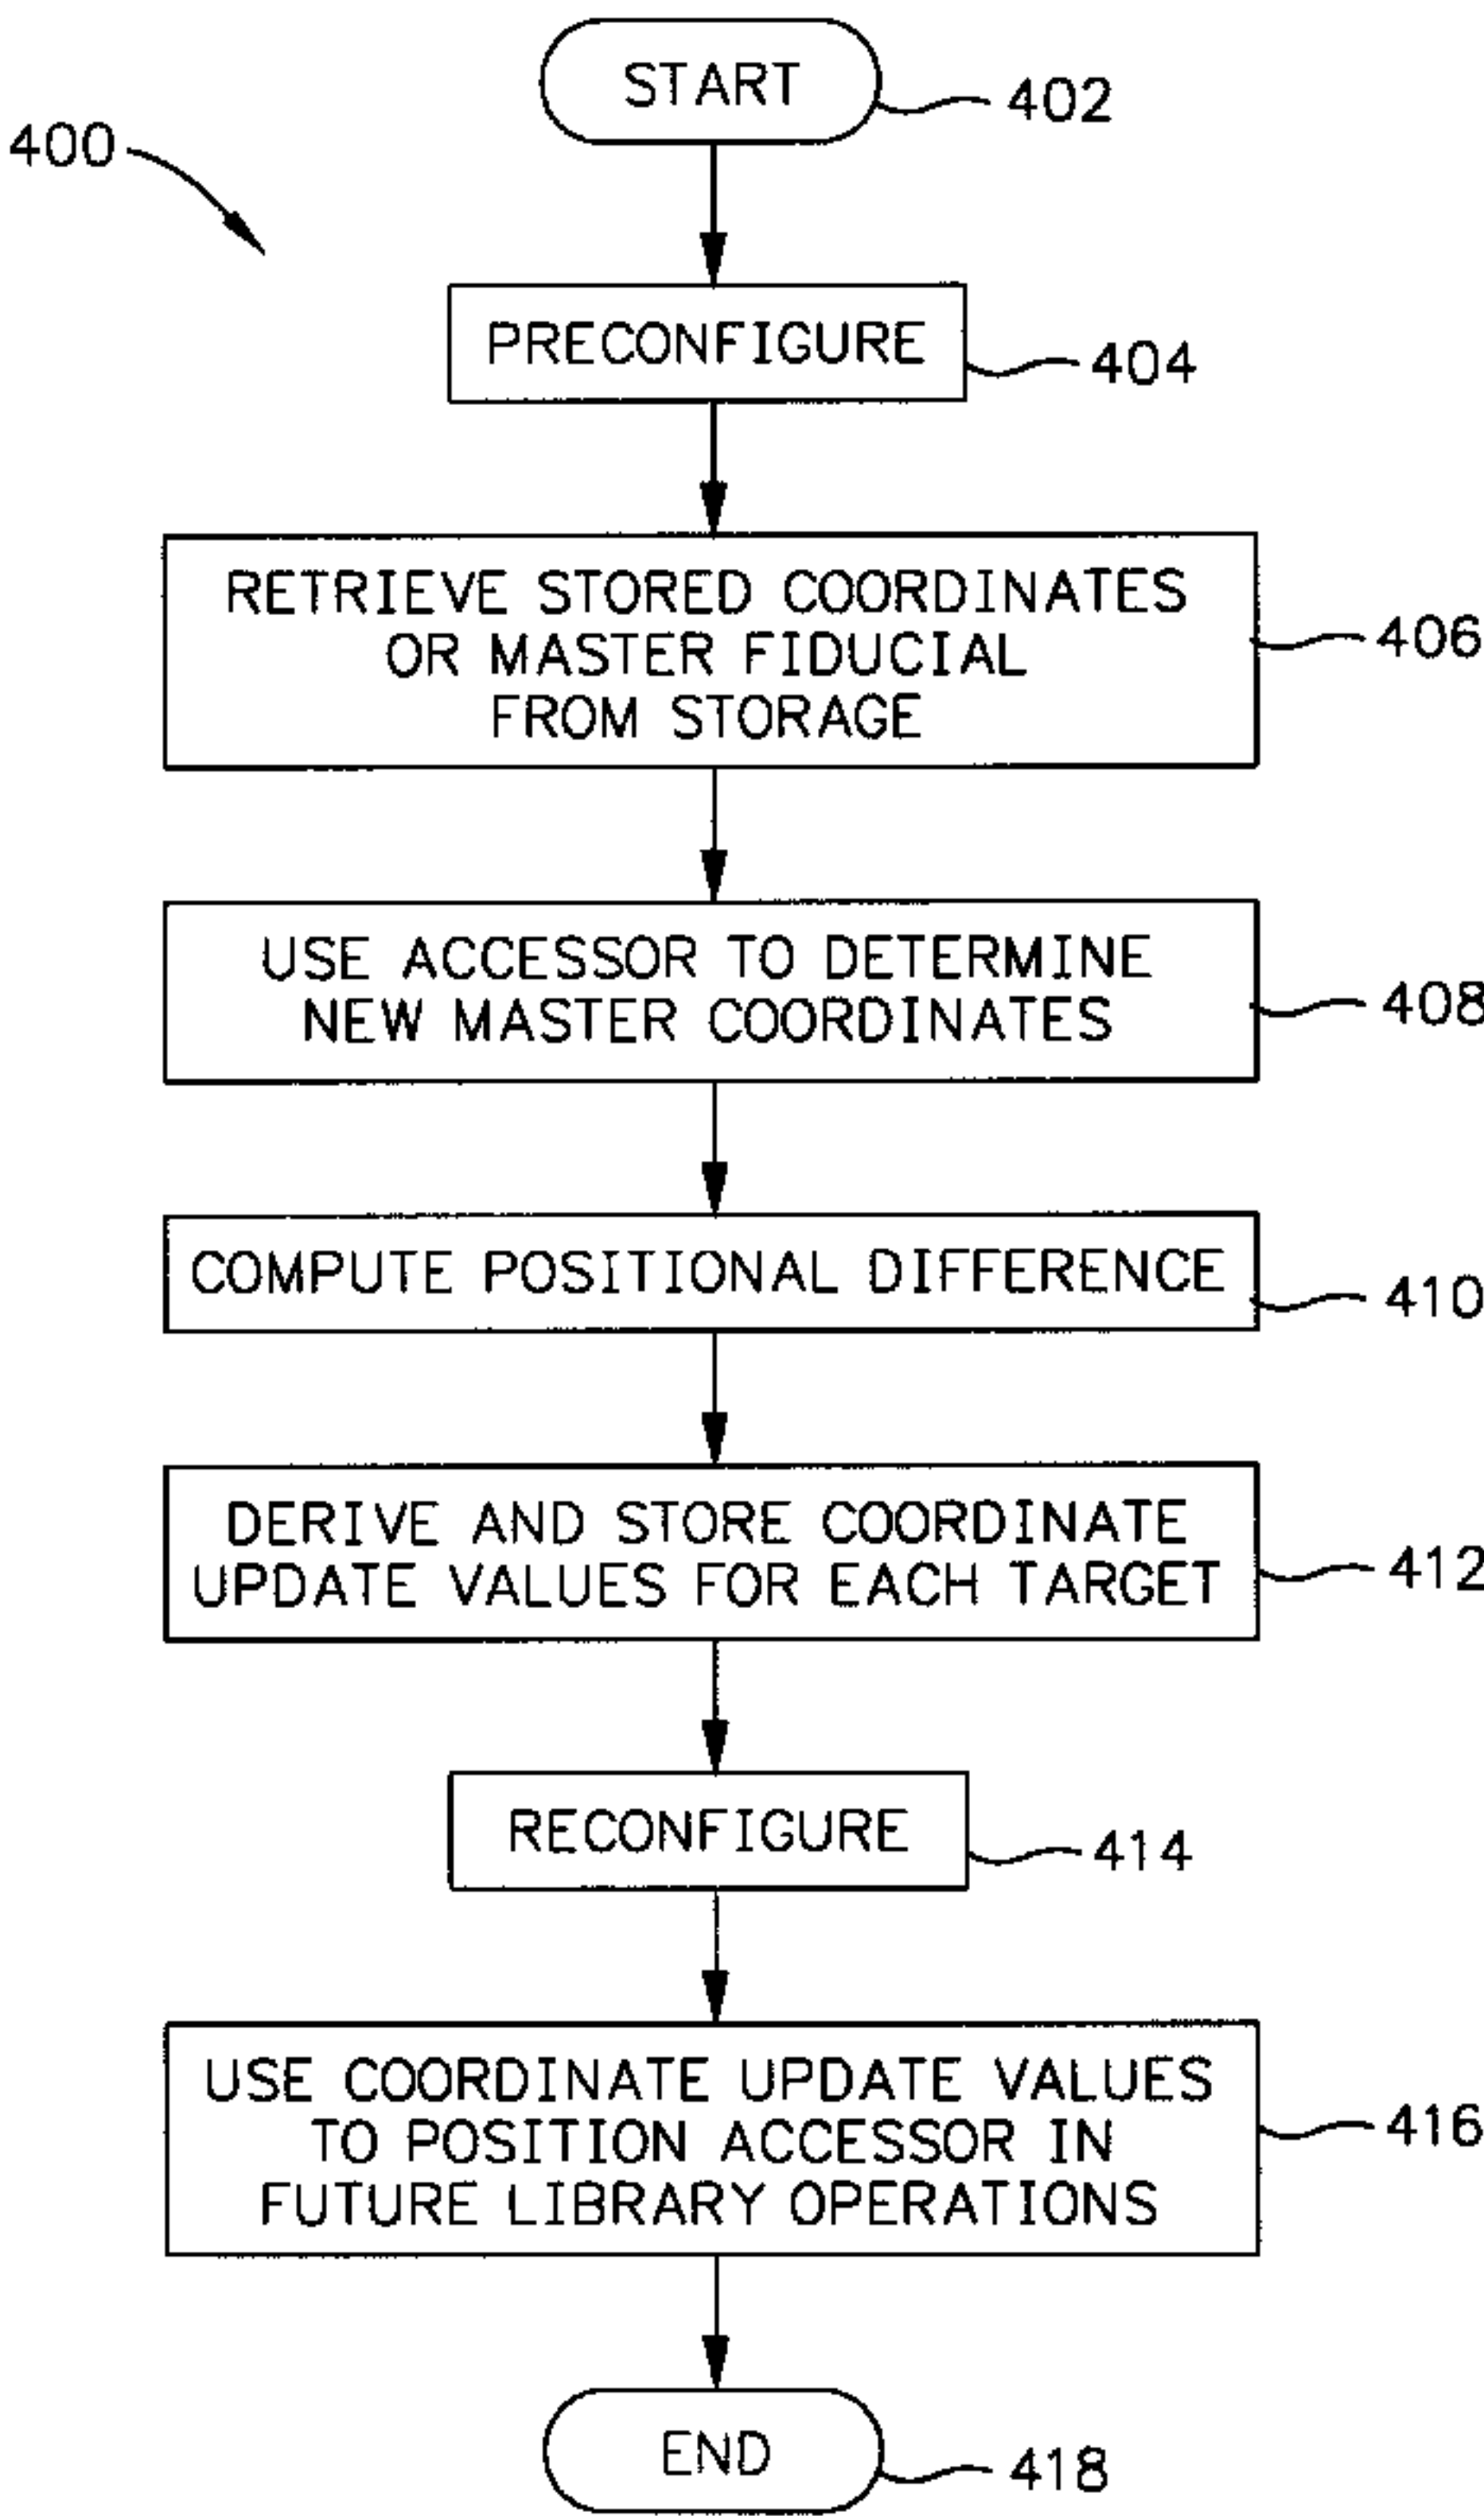 START
402
400
PRECONFIGURE
404
RETRIEVE STORED COORDINATES
OR MASTER FIDUCIAL
FROM STORAGE
406
USE ACCESSOR TO DETERMINE
NEW MASTER COORDINATES
408
COMPUTE POSITIONAL DIFFERENCE
410
DERIVE AND STORE COORDINATE
UPDATE VALUES FOR EACH TARGET
412
RECONFIGURE
414
USE COORDINATE UPDATE VALUES
TO POSITION ACCESSOR IN
FUTURE LIBRARY OPERATIONS
416
END
418